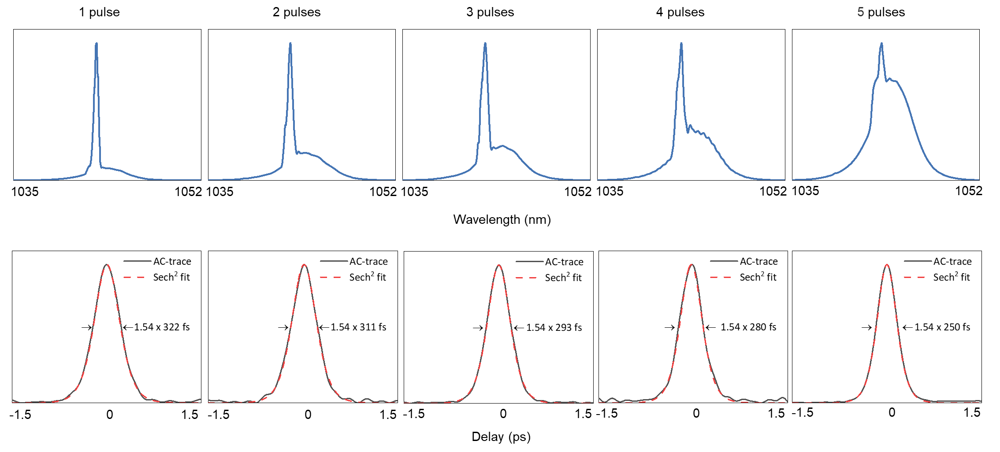 1 pulse
2 pulses
3 pulses
4 pulses
5 pulses
1035
1052
1035
1052
1035
1052
1035
1052
1035
1052
Wavelength (nm)
AC-trace
Sech² fit
1.54 x 322 fs
AC-trace
Sech² fit
1.54 x 311 fs
AC-trace
Sech² fit
1.54 x 293 fs
AC-trace
Sech² fit
1.54 x 280 fs
AC-trace
Sech² fit
1.54 x 250 fs
-1.5
0
1.5
-1.5
0
1.5
-1.5
0
1.5
-1.5
0
1.5
-1.5
0
1.5
Delay (ps)